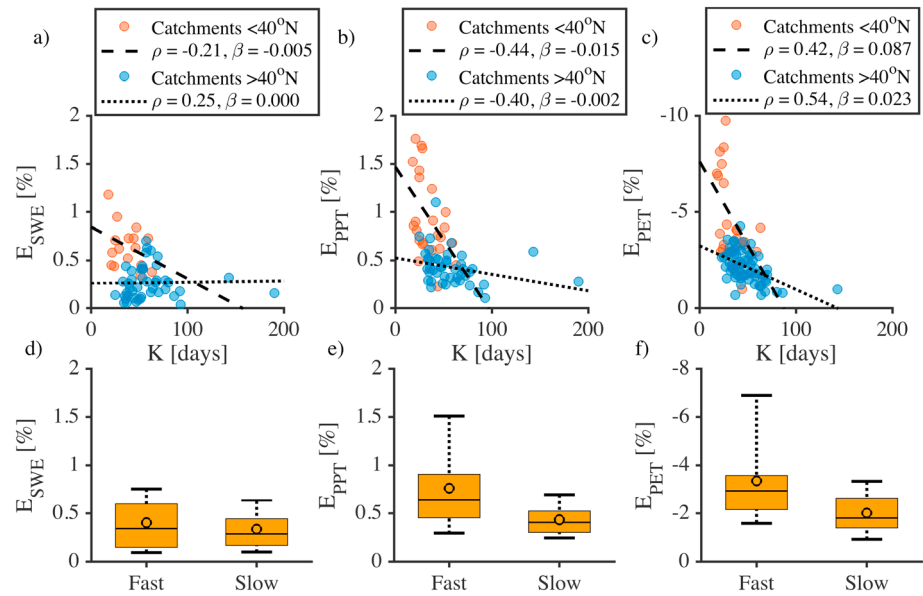 a)
Catchments <40°N
ρ = -0.21, β = -0.005
Catchments >40°N
ρ = 0.25, β = 0.000
E_SWE [%]
2
1.5
1
0.5
0
0 100 200
K [days]
b)
Catchments <40°N
ρ = -0.44, β = -0.015
Catchments >40°N
ρ = -0.40, β = -0.002
E_PPT [%]
2
1.5
1
0.5
0
0 100 200
K [days]
c)
Catchments <40°N
ρ = 0.42, β = 0.087
Catchments >40°N
ρ = 0.54, β = 0.023
E_PET [%]
-10
-5
0
0 100 200
K [days]
d)
E_SWE [%]
2
1.5
1
0.5
0
Fast Slow
e)
E_PPT [%]
2
1.5
1
0.5
0
Fast Slow
f)
E_PET [%]
-8
-6
-4
-2
0
Fast Slow